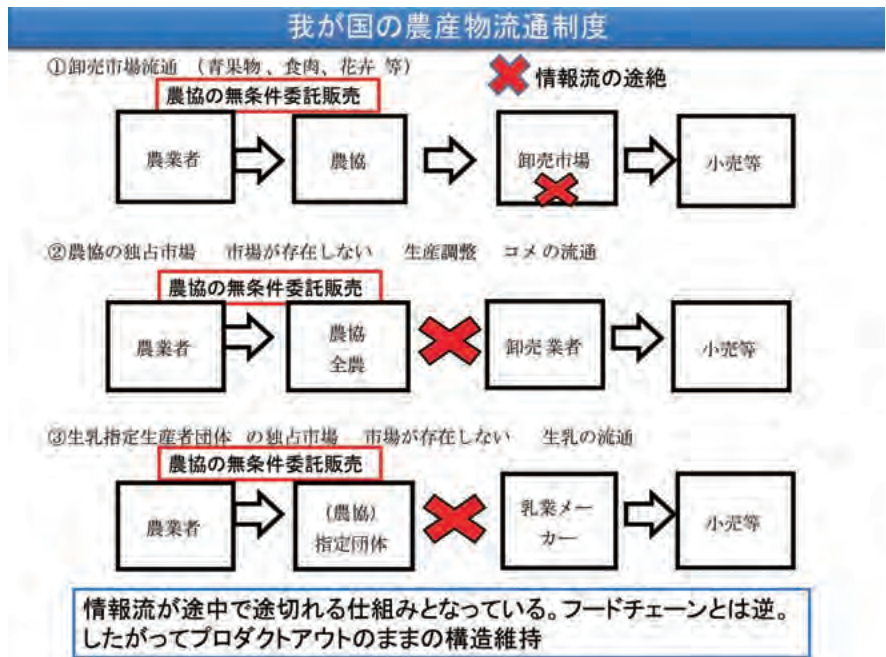 我が国の農産物流通制度
①卸売市場流通 (青果物、食肉、花卉 等)
情報流の途絶
農協の無条件委託販売
農業者
農協
卸売市場
小売等
②農協の独占市場 市場が存在しない 生産調整 コメの流通
農協の無条件委託販売
農業者
農協
全農
卸売業者
小売等
③生乳指定生産者団体 の独占市場 市場が存在しない 生乳の流通
農協の無条件委託販売
農業者
(農協)
指定団体
乳業メー
カー
小売等
情報流が途中で途切れる仕組みとなっている。フードチェーンとは逆。
したがってプロダクトアウトのままの構造維持